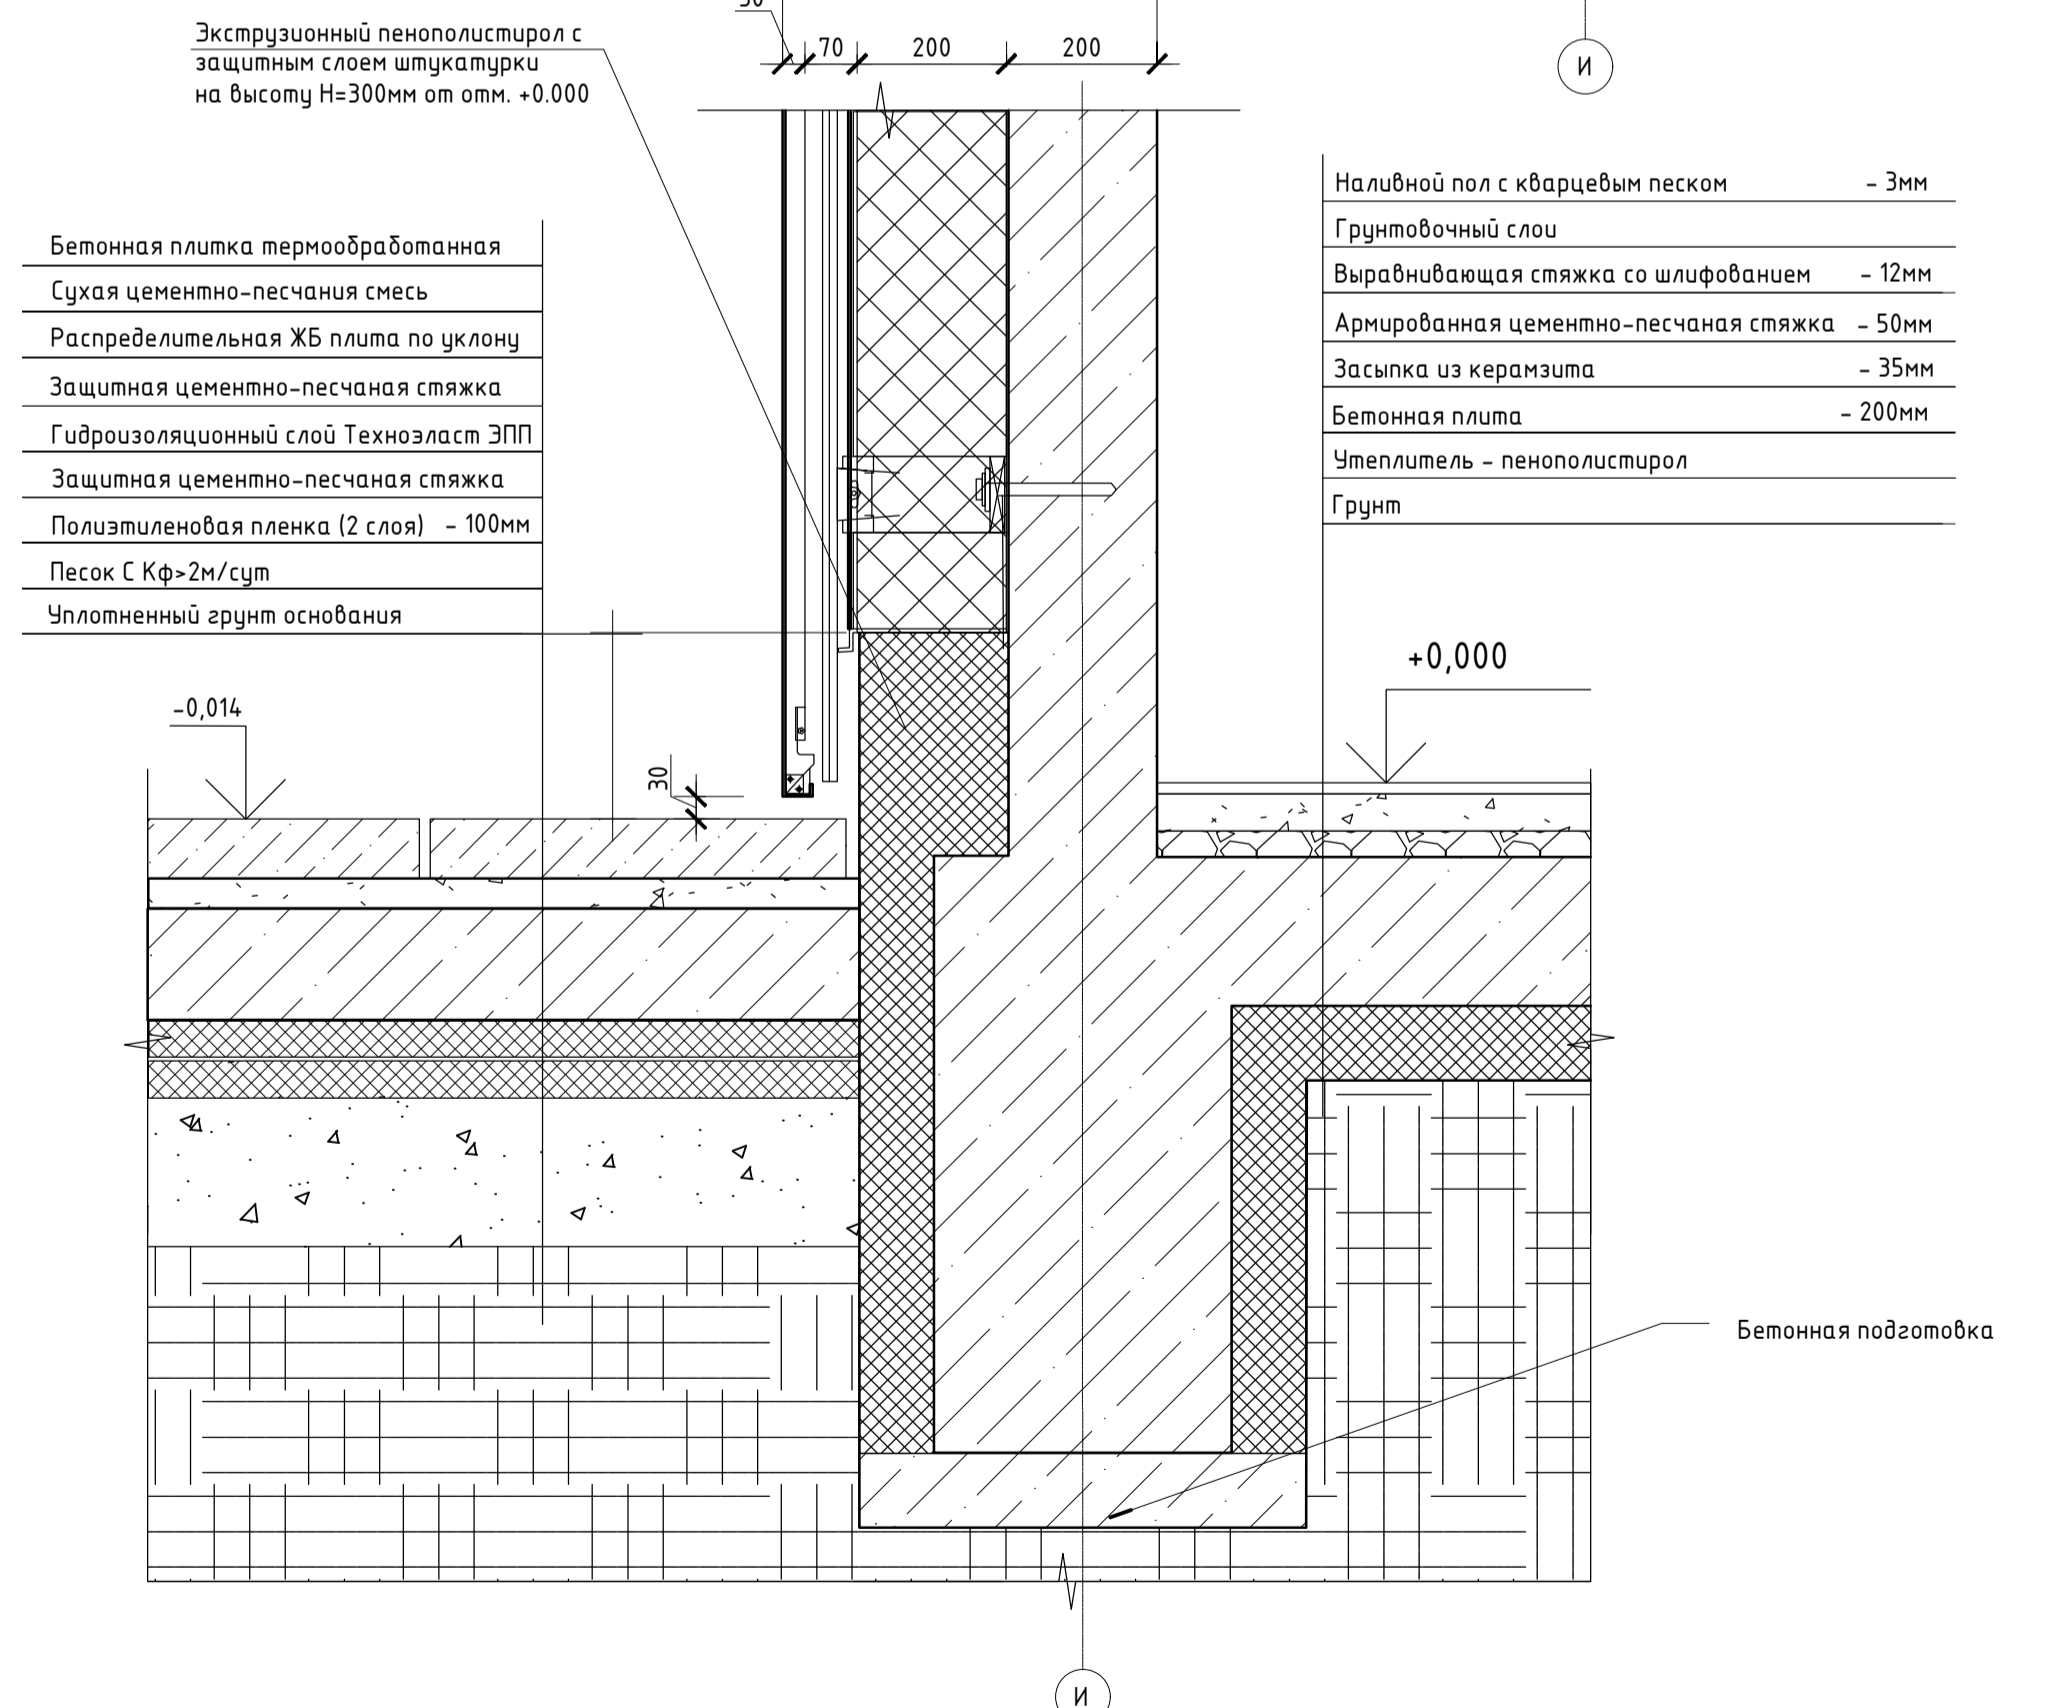 Экструзионный пенополистирол с
защитным слоем штукатурки
на высоту Н=300мм от отм. +0.000
70
200
200
И
Бетонная плитка термообработанная
Сухая цементно-песчания смесь
Распределительная ЖБ плита по уклону
Защитная цементно-песчаная стяжка
Гидроизоляционный слой Техноэласт ЭПП
Защитная цементно-песчаная стяжка
Полиэтиленовая пленка (2 слоя) - 100мм
Песок С Кф>2м/сут
Уплотненный грунт основания
Наливной пол с кварцевым песком - 3мм
Грунтовочный слои
Выравнивающая стяжка со шлифованием - 12мм
Армированная цементно-песчаная стяжка - 50мм
Засыпка из керамзита - 35мм
Бетонная плита - 200мм
Утеплитель - пенополистирол
Грунт
+0,000
-0,014
30
Бетонная подготовка
И